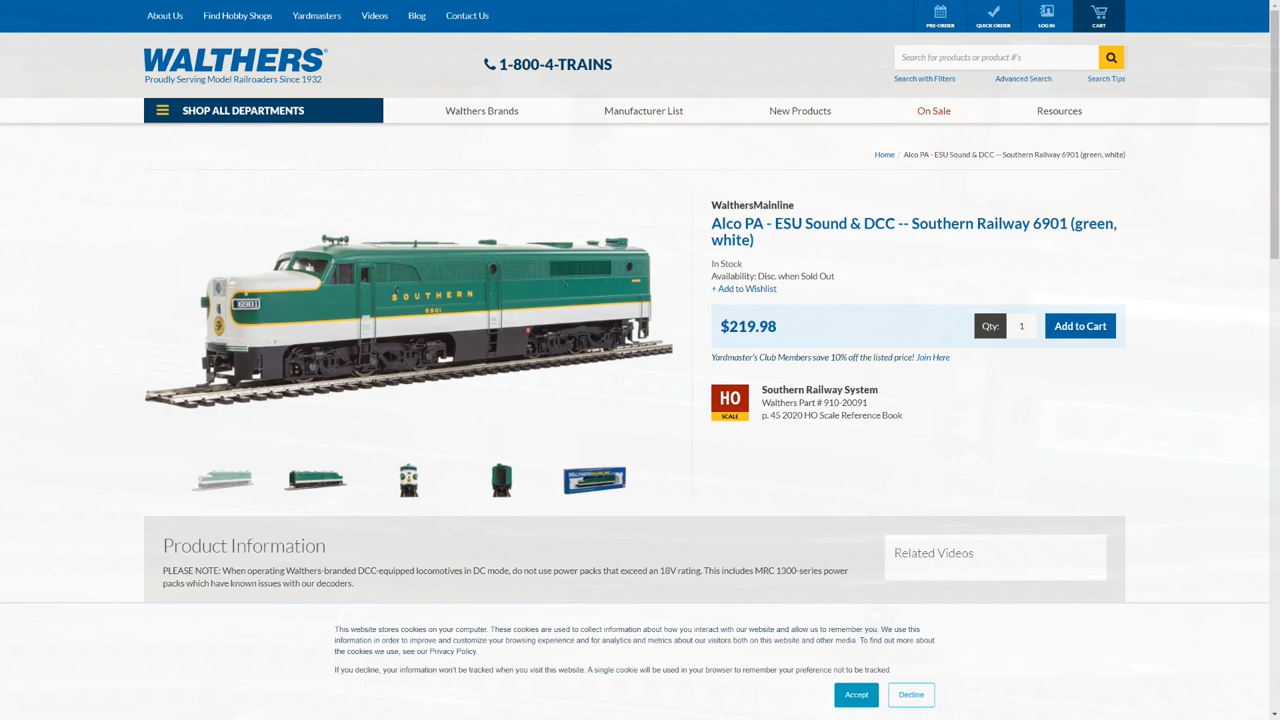 About Us
Find Hobby Shops
Yardmasters
Videos
Blog
Contact Us
PRE-ORDER
QUICK ORDER
LOG IN
CART
WALTHERS®
Proudly Serving Model Railroaders Since 1932
1-800-4-TRAINS
Search for products or product #'s
Search with Filters
Advanced Search
Search Tips
SHOP ALL DEPARTMENTS
Walthers Brands
Manufacturer List
New Products
On Sale
Resources
Home / Alco PA - ESU Sound & DCC -- Southern Railway 6901 (green, white)
SOUTHERN
6901
6901
WalthersMainline
Alco PA - ESU Sound & DCC -- Southern Railway 6901 (green,
white)
In Stock
Availability: Disc. when Sold Out
+ Add to Wishlist
$219.98
Qty:
1
Add to Cart
Yardmaster's Club Members save 10% off the listed price! Join Here
HO
SCALE
Southern Railway System
Walthers Part # 910-20091
p. 45 2020 HO Scale Reference Book
Product Information
PLEASE NOTE: When operating Walthers-branded DCC-equipped locomotives in DC mode, do not use power packs that exceed an 18V rating. This includes MRC 1300-series power
packs which have known issues with our decoders.
Related Videos
This website stores cookies on your computer. These cookies are used to collect information about how you interact with our website and allow us to remember you. We use this
information in order to improve and customize your browsing experience and for analytics and metrics about our visitors both on this website and other media. To find out more about
the cookies we use, see our Privacy Policy.
If you decline, your information won't be tracked when you visit this website. A single cookie will be used in your browser to remember your preference not to be tracked.
Accept
Decline